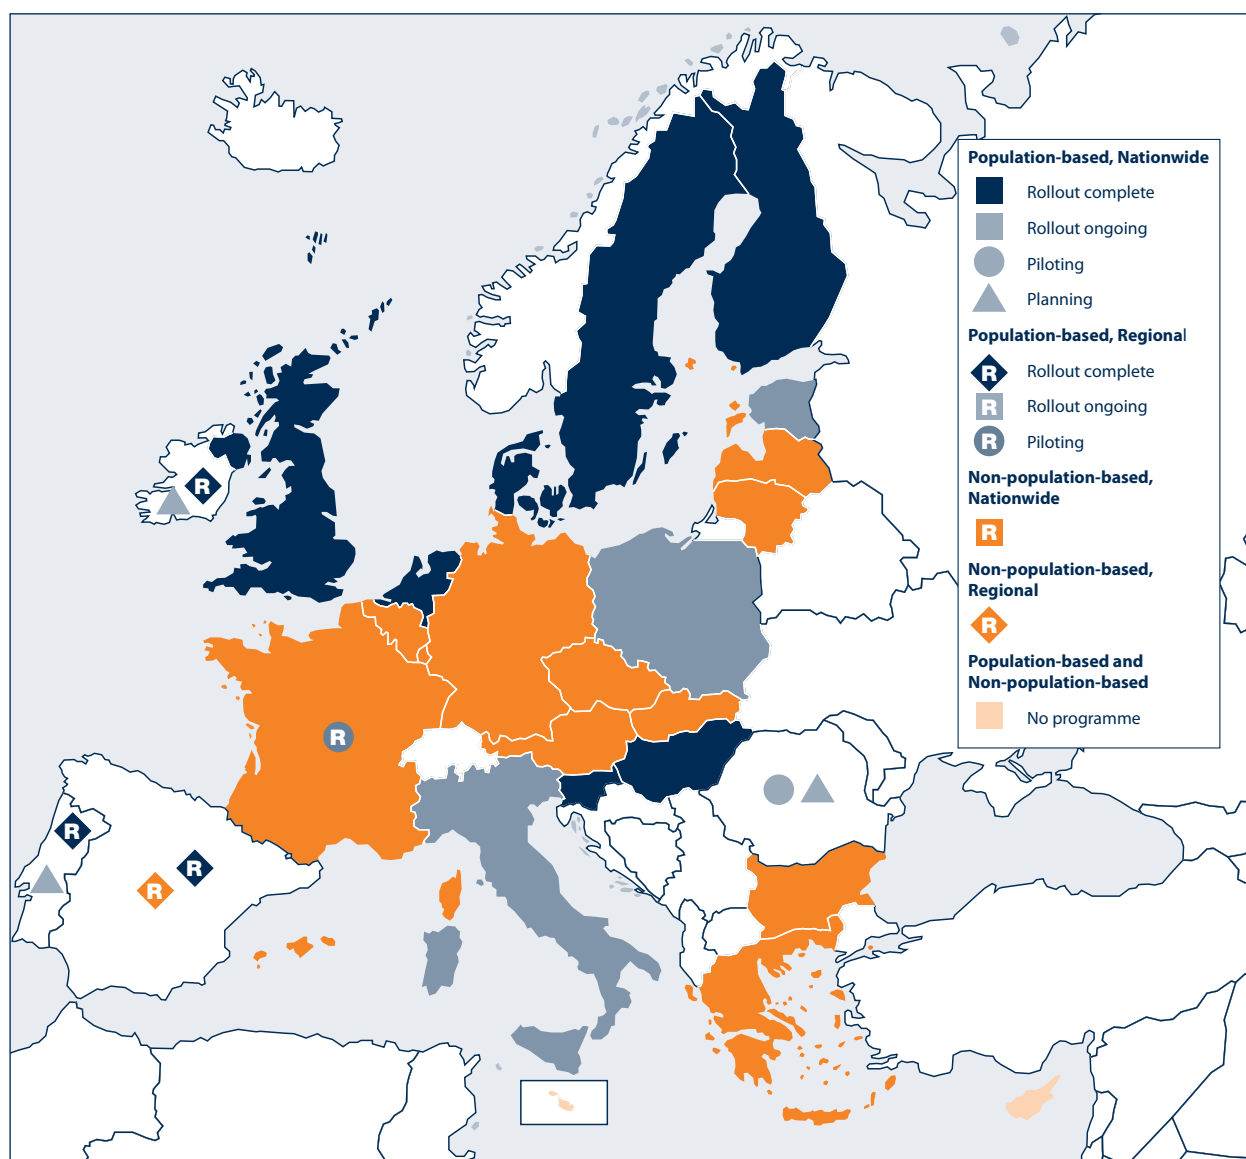 Population-based, Nationwide
Rollout complete
Rollout ongoing
Piloting
Planning
Population-based, Regional
R Rollout complete
R Rollout ongoing
R Piloting
Non-population-based,
Nationwide
R
Non-population-based,
Regional
R
Population-based and
Non-population-based
No programme
R
R
R
R
R